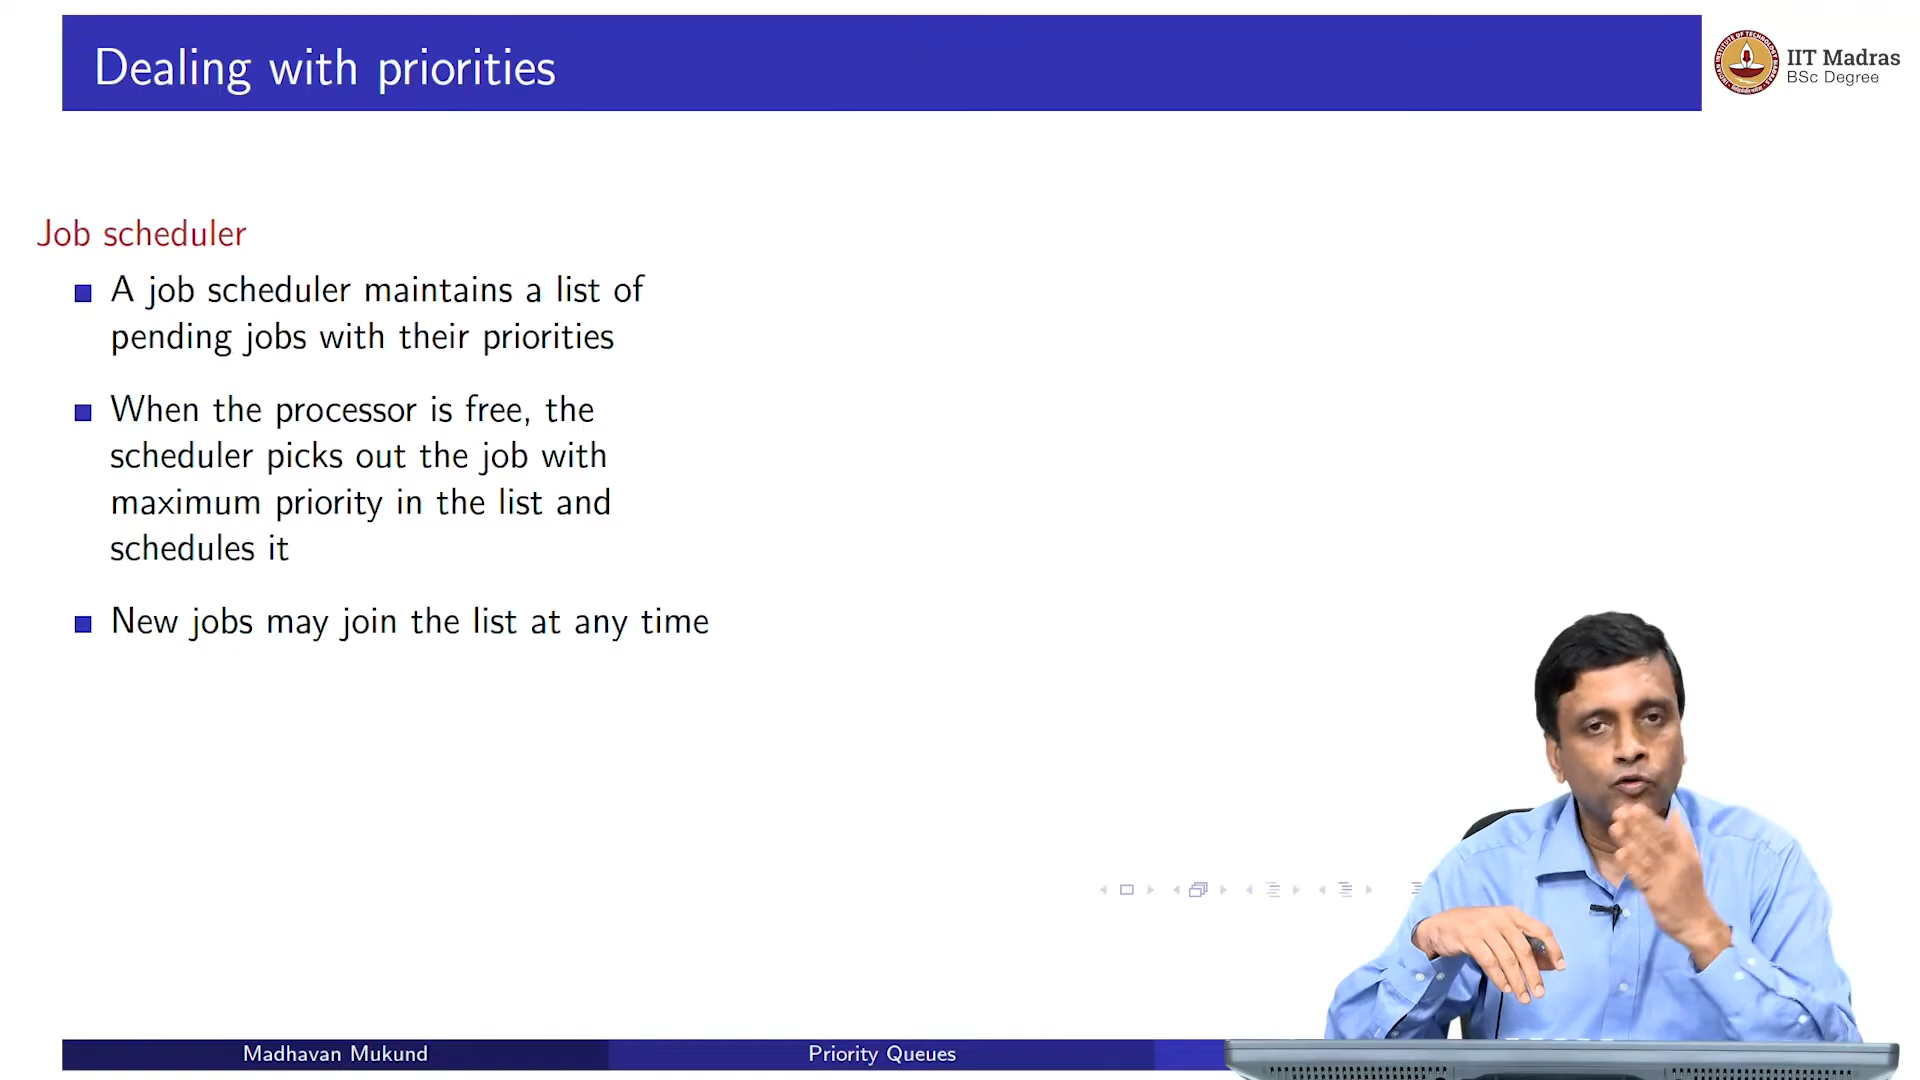 Dealing with priorities
IIT Madras
BSc Degree
Job scheduler
A job scheduler maintains a list of
pending jobs with their priorities
When the processor is free, the
scheduler picks out the job with
maximum priority in the list and
schedules it
New jobs may join the list at any time
Madhavan Mukund
Priority Queues